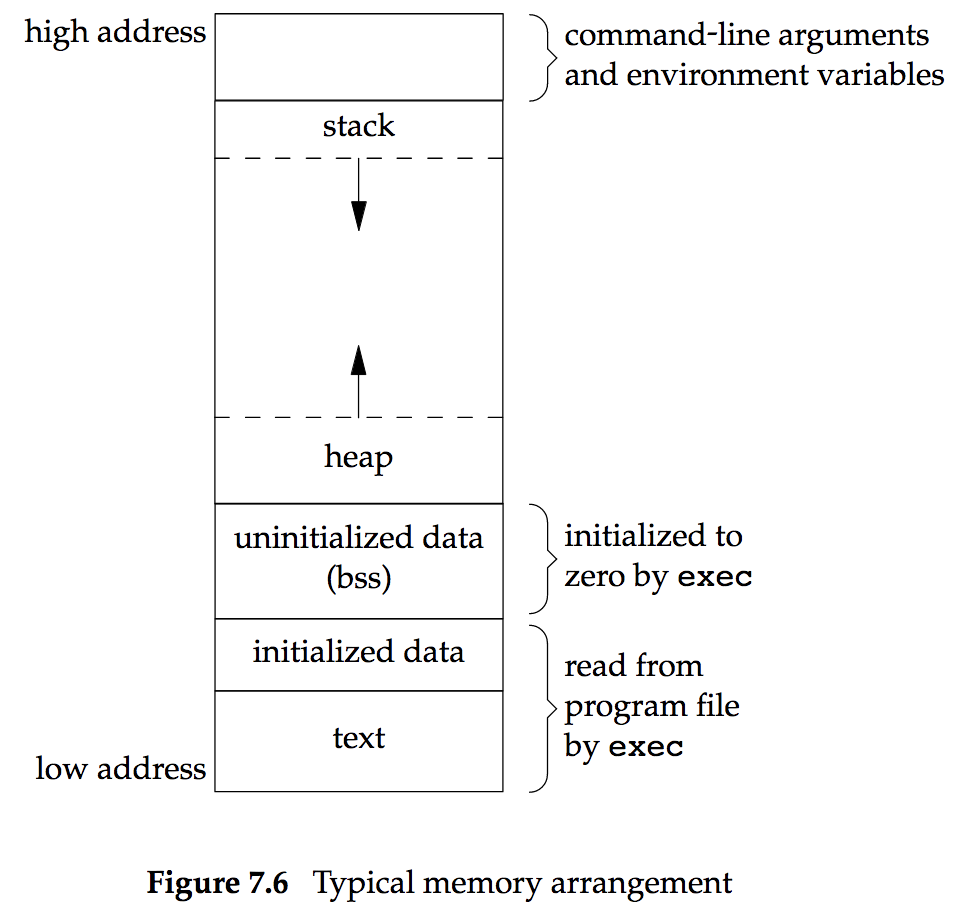 high address
command-line arguments
and environment variables
stack
heap
uninitialized data
(bss)
initialized to
zero by exec
initialized data
read from
program file
by exec
text
low address
Figure 7.6 Typical memory arrangement